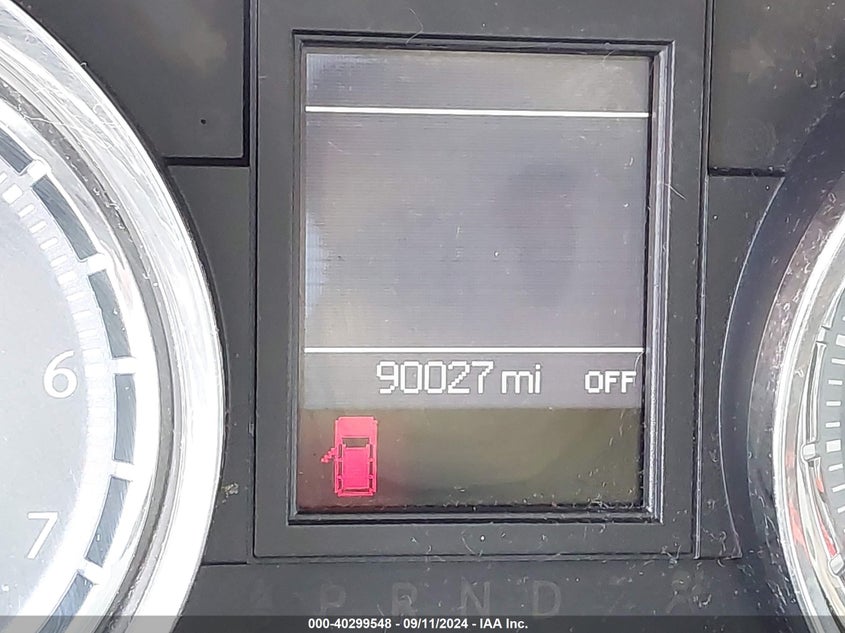 90027 mi OFF
6
7
P R N D
000-40299548 - 09/11/2024 - IAA Inc.